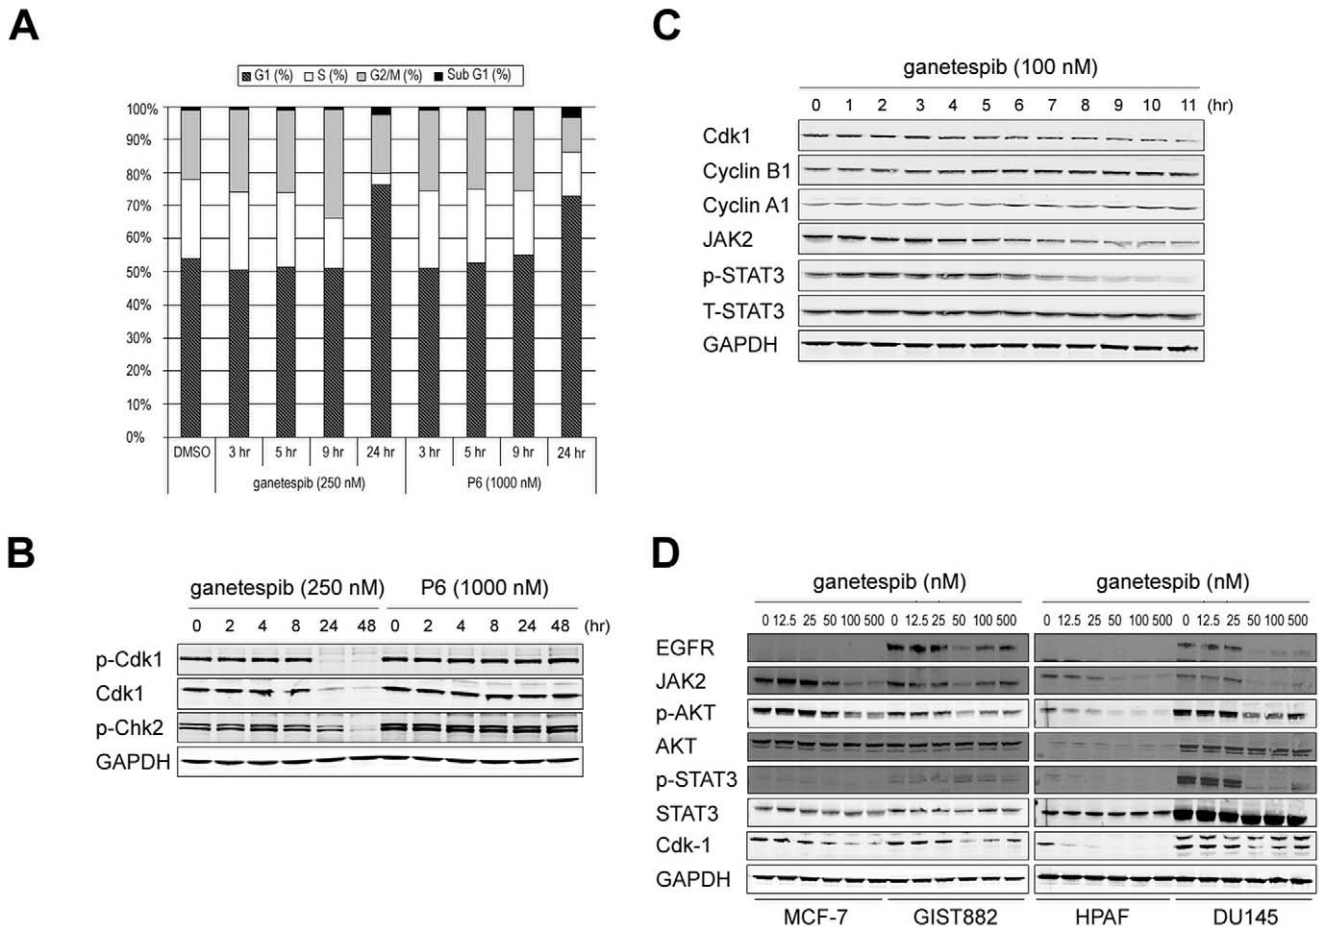 A
G1 (%) S (%) G2/M (%) Sub G1 (%)
100%
90%
80%
70%
60%
50%
40%
30%
20%
10%
0%
DMSO 3 hr 5 hr 9 hr 24 hr 3 hr 5 hr 9 hr 24 hr
ganetespib (250 nM) P6 (1000 nM)
B
ganetespib (250 nM) P6 (1000 nM)
0 2 4 8 24 48 0 2 4 8 24 48 (hr)
p-Cdk1
Cdk1
p-Chk2
GAPDH
C
ganetespib (100 nM)
0 1 2 3 4 5 6 7 8 9 10 11 (hr)
Cdk1
Cyclin B1
Cyclin A1
JAK2
p-STAT3
T-STAT3
GAPDH
D
ganetespib (nM) ganetespib (nM)
0 12.5 25 50 100 500 0 12.5 25 50 100 500 0 12.5 25 50 100 500 0 12.5 25 50 100 500
EGFR
JAK2
p-AKT
AKT
p-STAT3
STAT3
Cdk-1
GAPDH
MCF-7 GIST882 HPAF DU145